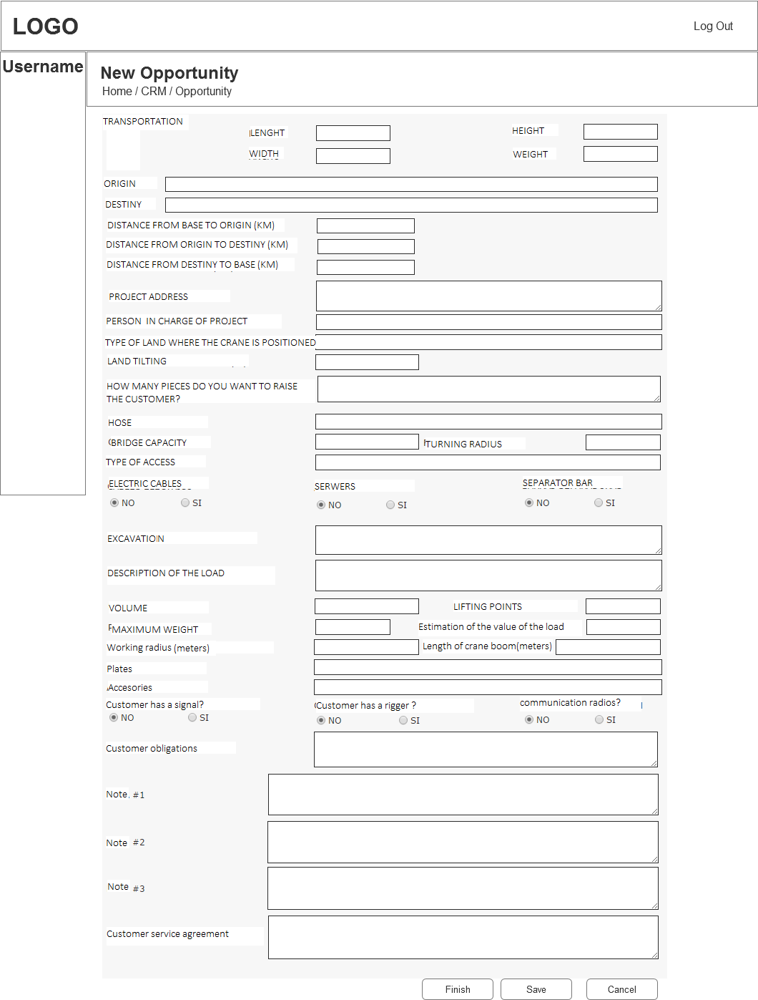 LOGO
Log Out
Username
New Opportunity
Home / CRM / Opportunity
TRANSPORTATION
LENGHT
HEIGHT
WIDTH
WEIGHT
ORIGIN
DESTINY
DISTANCE FROM BASE TO ORIGIN (KM)
DISTANCE FROM ORIGIN TO DESTINY (KM)
DISTANCE FROM DESTINY TO BASE (KM)
PROJECT ADDRESS
PERSON IN CHARGE OF PROJECT
TYPE OF LAND WHERE THE CRANE IS POSITIONED
LAND TILTING
HOW MANY PIECES DO YOU WANT TO RAISE
THE CUSTOMER?
HOSE
BRIDGE CAPACITY
TURNING RADIUS
TYPE OF ACCESS
ELECTRIC CABLES
SERWERS
SEPARATOR BAR
NO SI
NO SI
NO SI
EXCAVATION
DESCRIPTION OF THE LOAD
VOLUME
LIFTING POINTS
MAXIMUM WEIGHT
Estimation of the value of the load
Working radius (meters)
Length of crane boom(meters)
Plates
Accesories
Customer has a signal?
Customer has a rigger ?
communication radios?
NO SI
NO SI
NO SI
Customer obligations
Note. #1
Note #2
Note #3
Customer service agreement
Finish
Save
Cancel